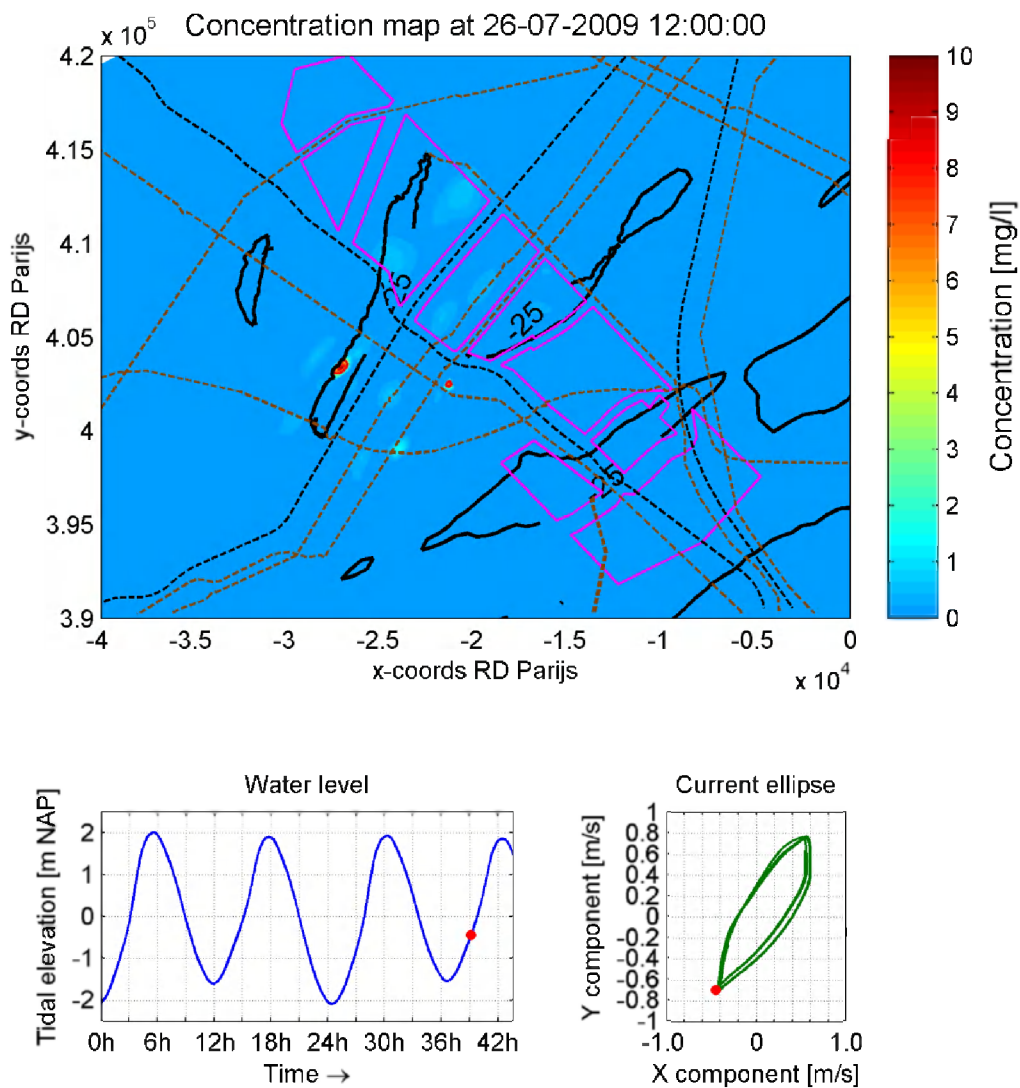 x 10⁵ Concentration map at 26-07-2009 12:00:00
4.2
4.15
4.1
4.05
4
3.95
3.9
-4 -3.5 -3 -2.5 -2 -1.5 -1 -0.5 0
x 10⁴
x-coords RD Parijs
y-coords RD Parijs
-25
-25
-25
10
9
8
7
6
5
4
3
2
1
0
Concentration [mg/l]
Water level
Tidal elevation [m NAP]
2
1
0
-1
-2
0h 6h 12h 18h 24h 30h 36h 42h
Time →
Current ellipse
Y component [m/s]
1
0.8
0.6
0.4
0.2
0
-0.2
-0.4
-0.6
-0.8
-1
-1.0 0 1.0
X component [m/s]